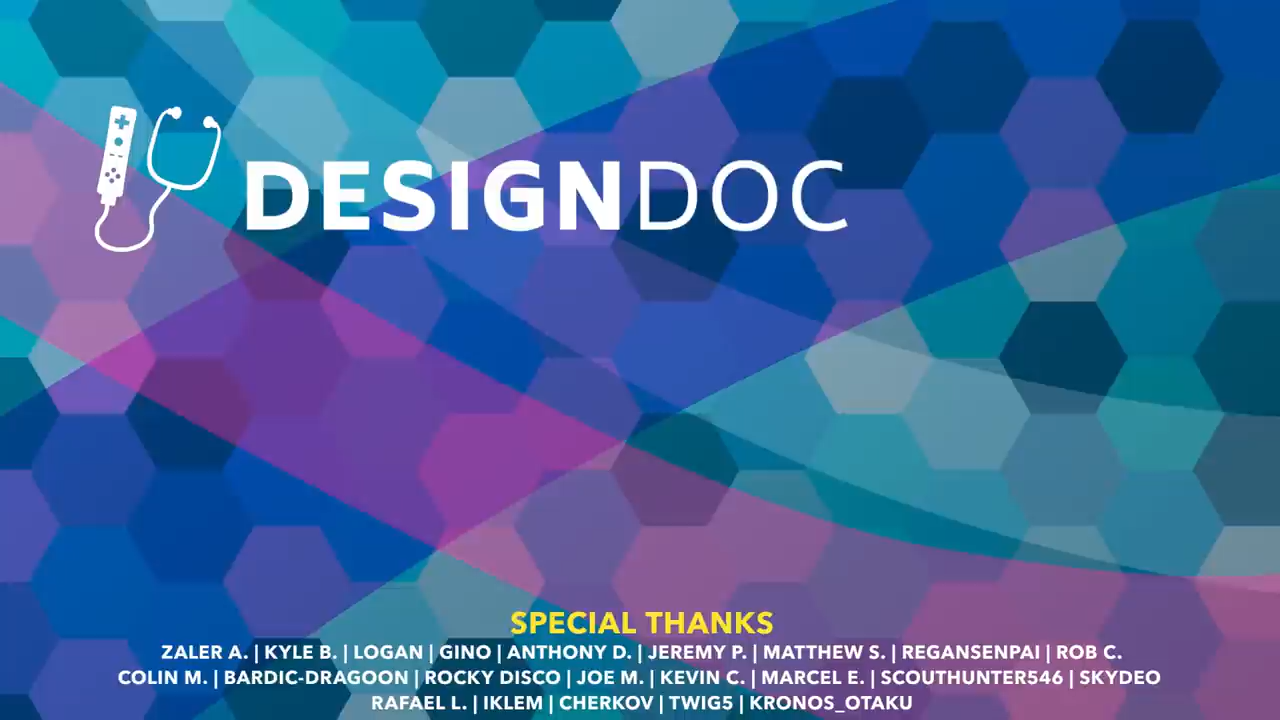 DESIGNDOC
SPECIAL THANKS
ZALER A. | KYLE B. | LOGAN | GINO | ANTHONY D. | JEREMY P. | MATTHEW S. | REGANSENPAI | ROB C.
COLIN M. | BARDIC-DRAGOON | ROCKY DISCO | JOE M. | KEVIN C. | MARCEL E. | SCOUTHUNTER546 | SKYDEO
RAFAEL L. | IKLEM | CHERKOV | TWIG5 | KRONOS_OTAKU